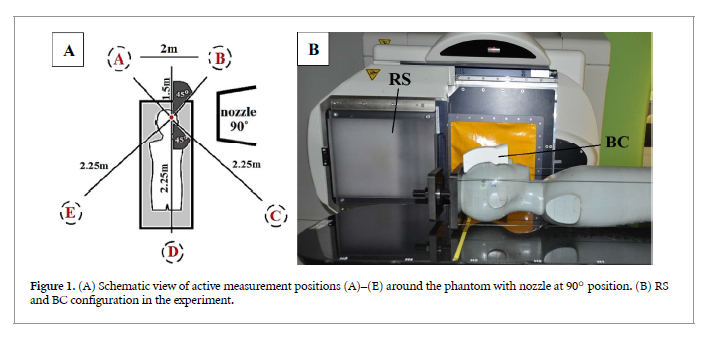 A
2m
(A)
(B)
1.5m
45°
nozzle
90°
45°
2.25m
2.25m
2.25m
(E)
(C)
(D)
B
RS
BC
Figure 1. (A) Schematic view of active measurement positions (A)–(E) around the phantom with nozzle at 90° position. (B) RS
and BC configuration in the experiment.